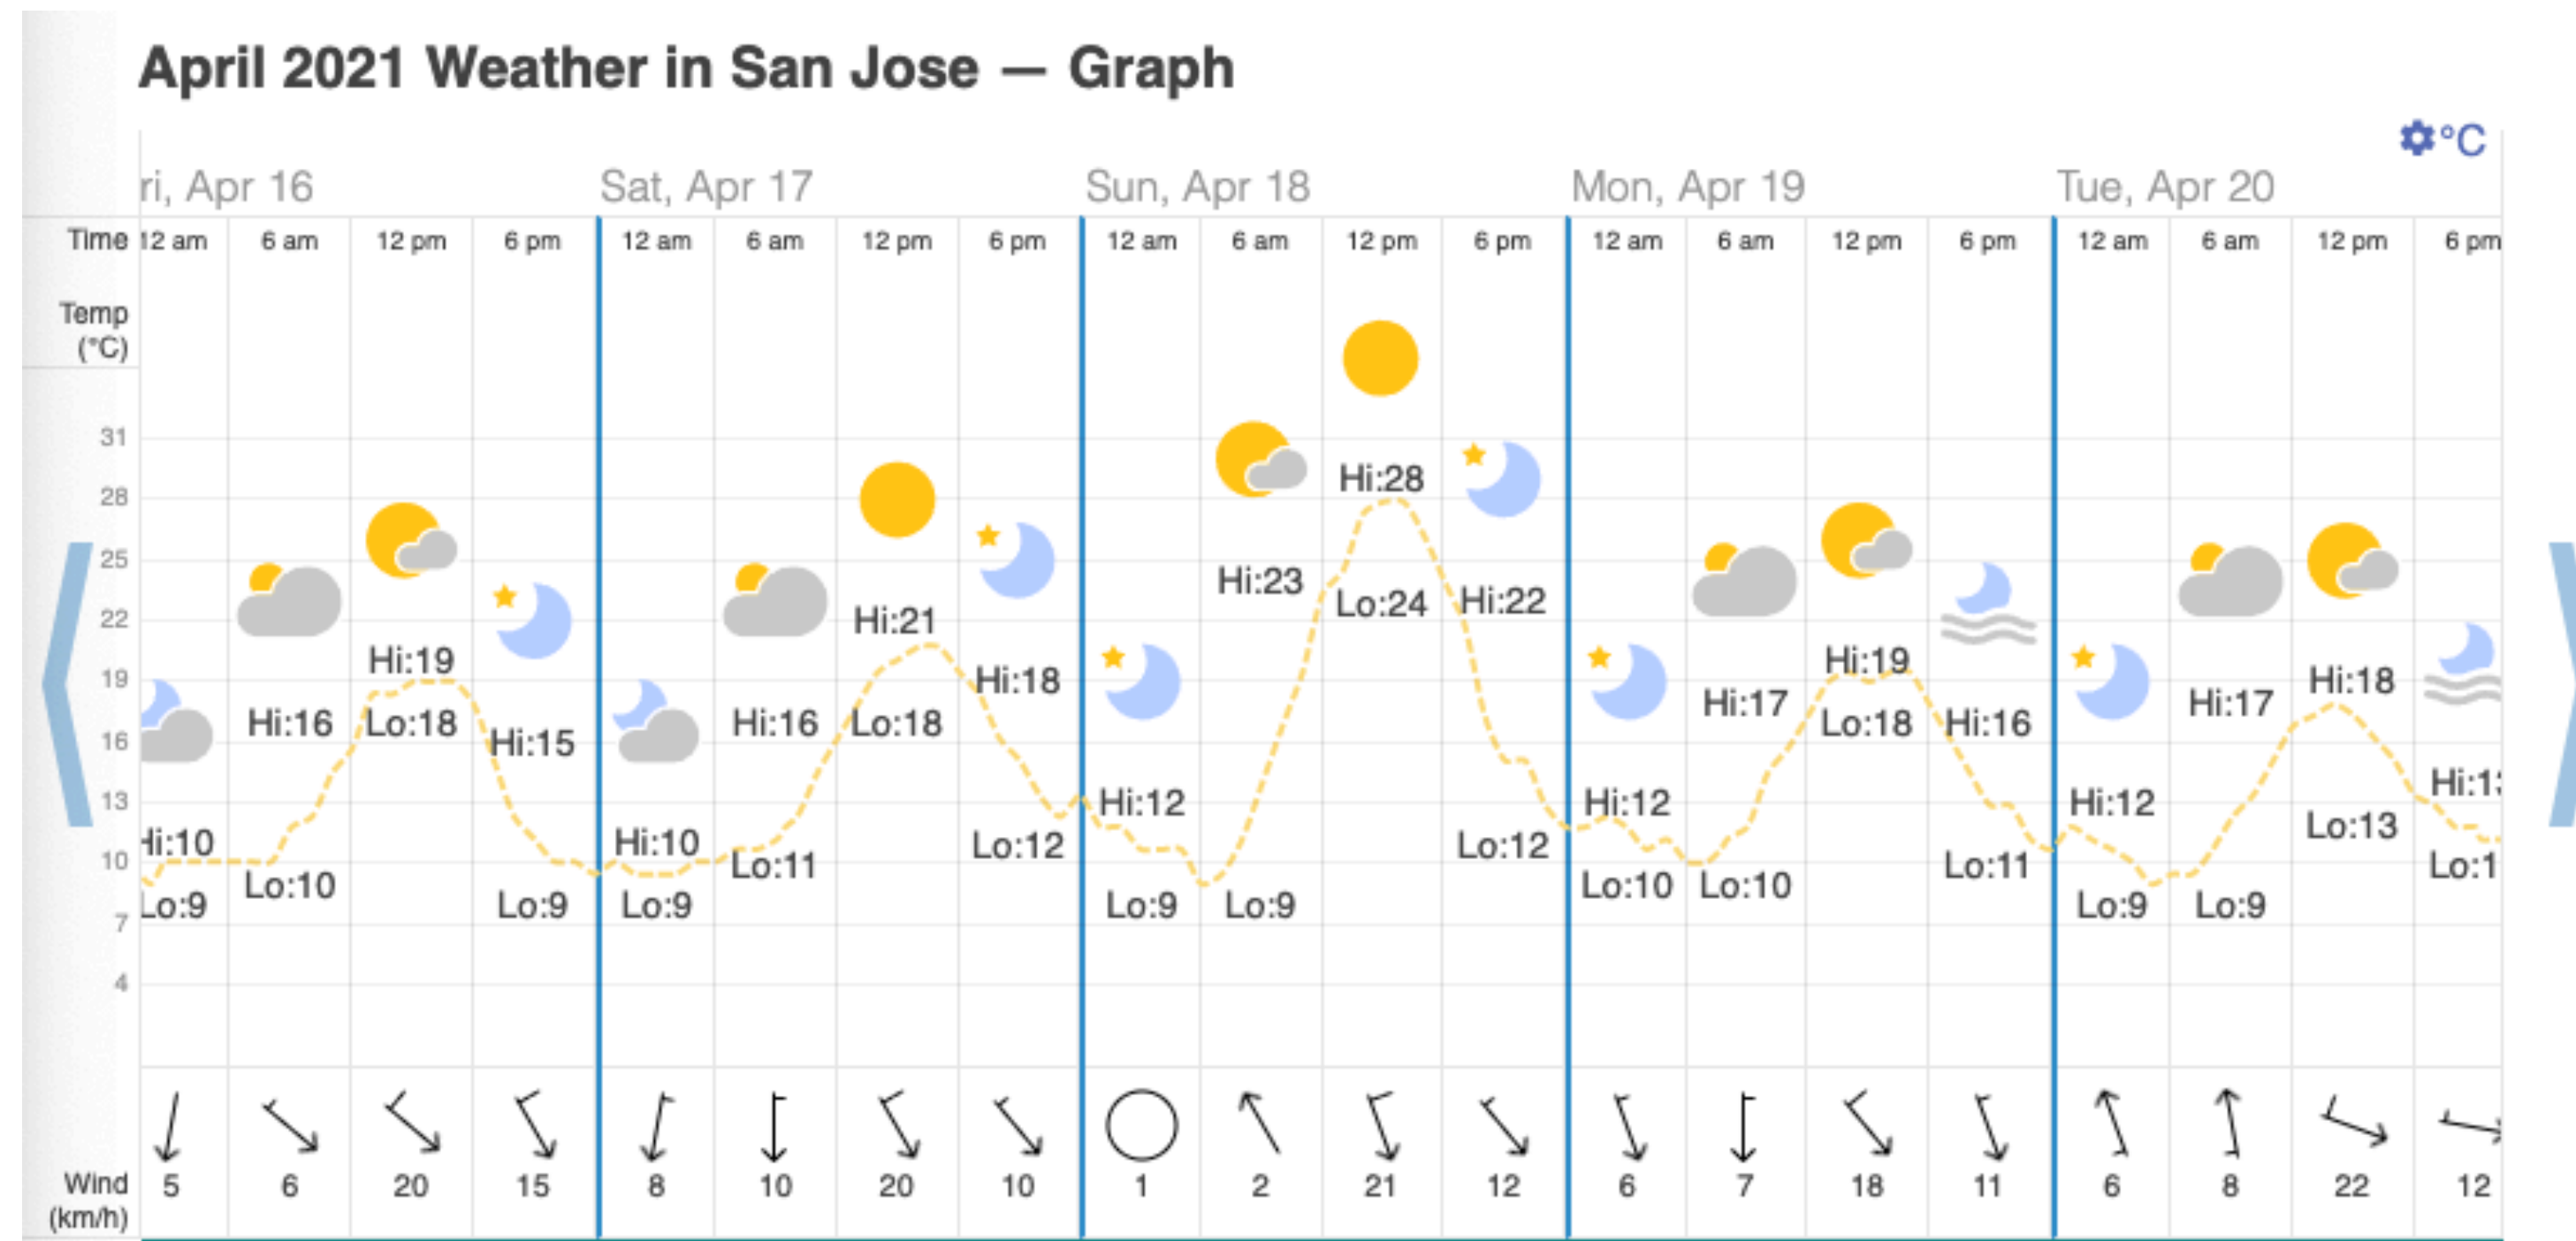 April 2021 Weather in San Jose — Graph
°C
ri, Apr 16 Sat, Apr 17 Sun, Apr 18 Mon, Apr 19 Tue, Apr 20
Time 12 am 6 am 12 pm 6 pm 12 am 6 am 12 pm 6 pm 12 am 6 am 12 pm 6 pm 12 am 6 am 12 pm 6 pm 12 am 6 am 12 pm 6 pm
Temp
(°C)
31
28
25
22
19
16
13
10
7
4
Hi:10 Hi:16 Hi:19 Hi:15 Hi:10 Hi:16 Hi:21 Hi:18 Hi:12 Hi:23 Hi:28 Hi:22 Hi:12 Hi:17 Hi:19 Hi:16 Hi:12 Hi:17 Hi:18
Lo:9 Lo:10 Lo:18 Lo:9 Lo:9 Lo:11 Lo:18 Lo:12 Lo:9 Lo:9 Lo:24 Lo:12 Lo:10 Lo:10 Lo:18 Lo:11 Lo:9 Lo:9 Lo:13
Wind
(km/h)
5 6 20 15 8 10 20 10 1 2 21 12 6 7 18 11 6 8 22 12